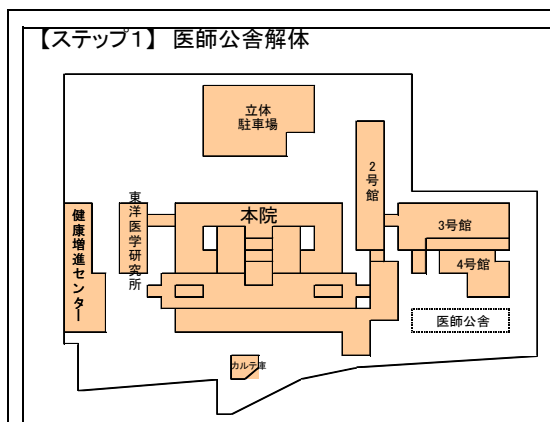 【ステップ1】 医師公舎解体
立体
駐車場
2号館
東洋医学研究所
本院
健康増進センター
3号館
4号館
医師公舎
カルテ庫